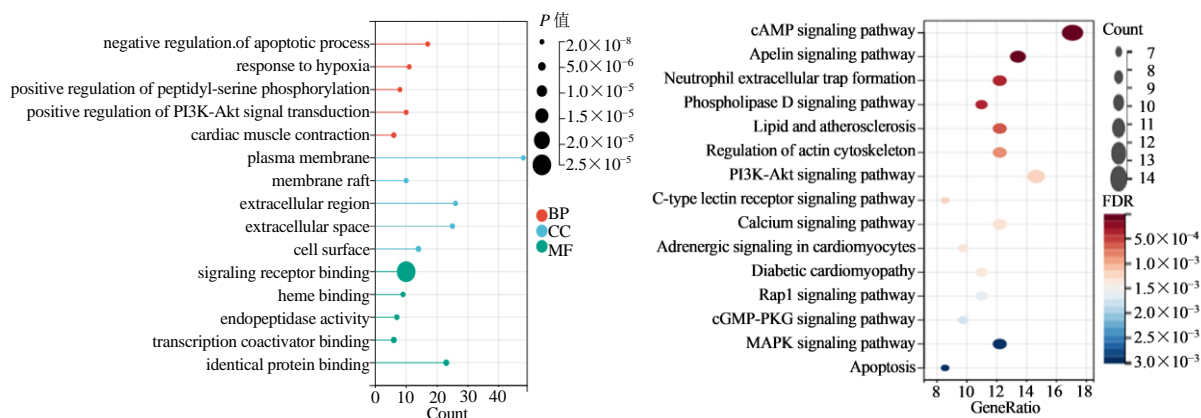 negative regulation.of apoptotic process
response to hypoxia
positive regulation of peptidyl-serine phosphorylation
positive regulation of PI3K-Akt signal transduction
cardiac muscle contraction
plasma membrane
membrane raft
extracellular region
extracellular space
cell surface
signaling receptor binding
heme binding
endopeptidase activity
transcription coactivator binding
identical protein binding
0 10 20 30 40
Count
P 值
2.0×10⁻⁸
5.0×10⁻⁶
1.0×10⁻⁵
1.5×10⁻⁵
2.0×10⁻⁵
2.5×10⁻⁵
BP
CC
MF
cAMP signaling pathway
Apelin signaling pathway
Neutrophil extracellular trap formation
Phospholipase D signaling pathway
Lipid and atherosclerosis
Regulation of actin cytoskeleton
PI3K-Akt signaling pathway
C-type lectin receptor signaling pathway
Calcium signaling pathway
Adrenergic signaling in cardiomyocytes
Diabetic cardiomyopathy
Rap1 signaling pathway
cGMP-PKG signaling pathway
MAPK signaling pathway
Apoptosis
8 10 12 14 16 18
GeneRatio
Count
7
8
9
10
11
12
13
14
FDR
5.0×10⁻⁴
1.0×10⁻³
1.5×10⁻³
2.0×10⁻³
2.5×10⁻³
3.0×10⁻³